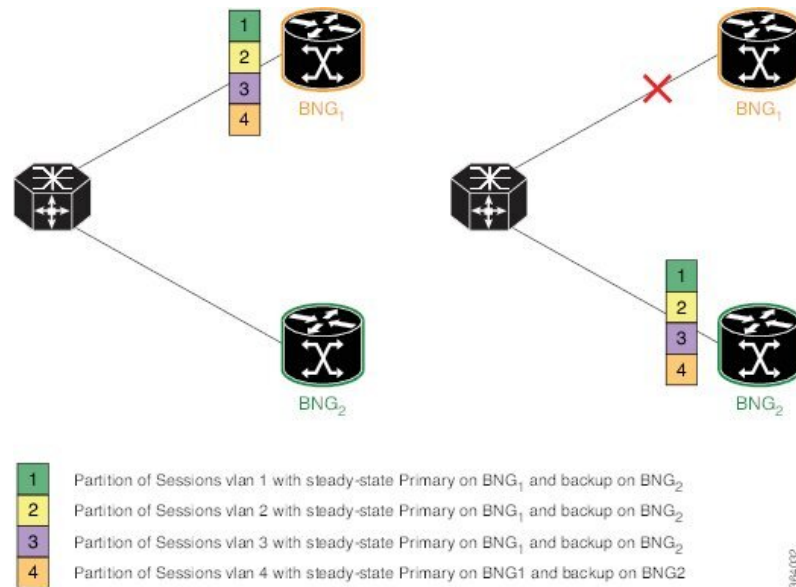 1
2
3
4
BNG₁
BNG₂
BNG₁
1
2
3
4
BNG₂
1 Partition of Sessions vlan 1 with steady-state Primary on BNG₁ and backup on BNG₂
2 Partition of Sessions vlan 2 with steady-state Primary on BNG₁ and backup on BNG₂
3 Partition of Sessions vlan 3 with steady-state Primary on BNG₁ and backup on BNG₂
4 Partition of Sessions vlan 4 with steady-state Primary on BNG1 and backup on BNG2